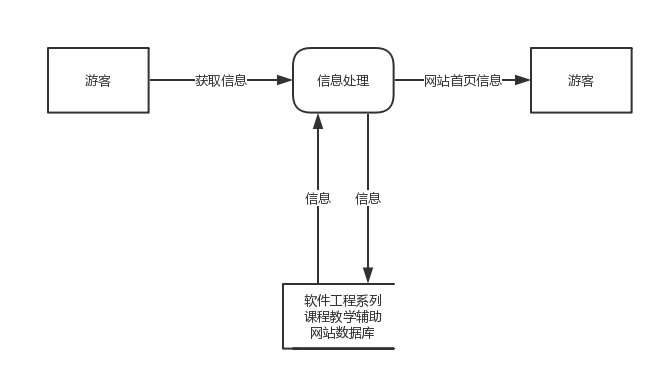 游客
获取信息
信息处理
网站首页信息
游客
信息
信息
软件工程系列
课程教学辅助
网站数据库